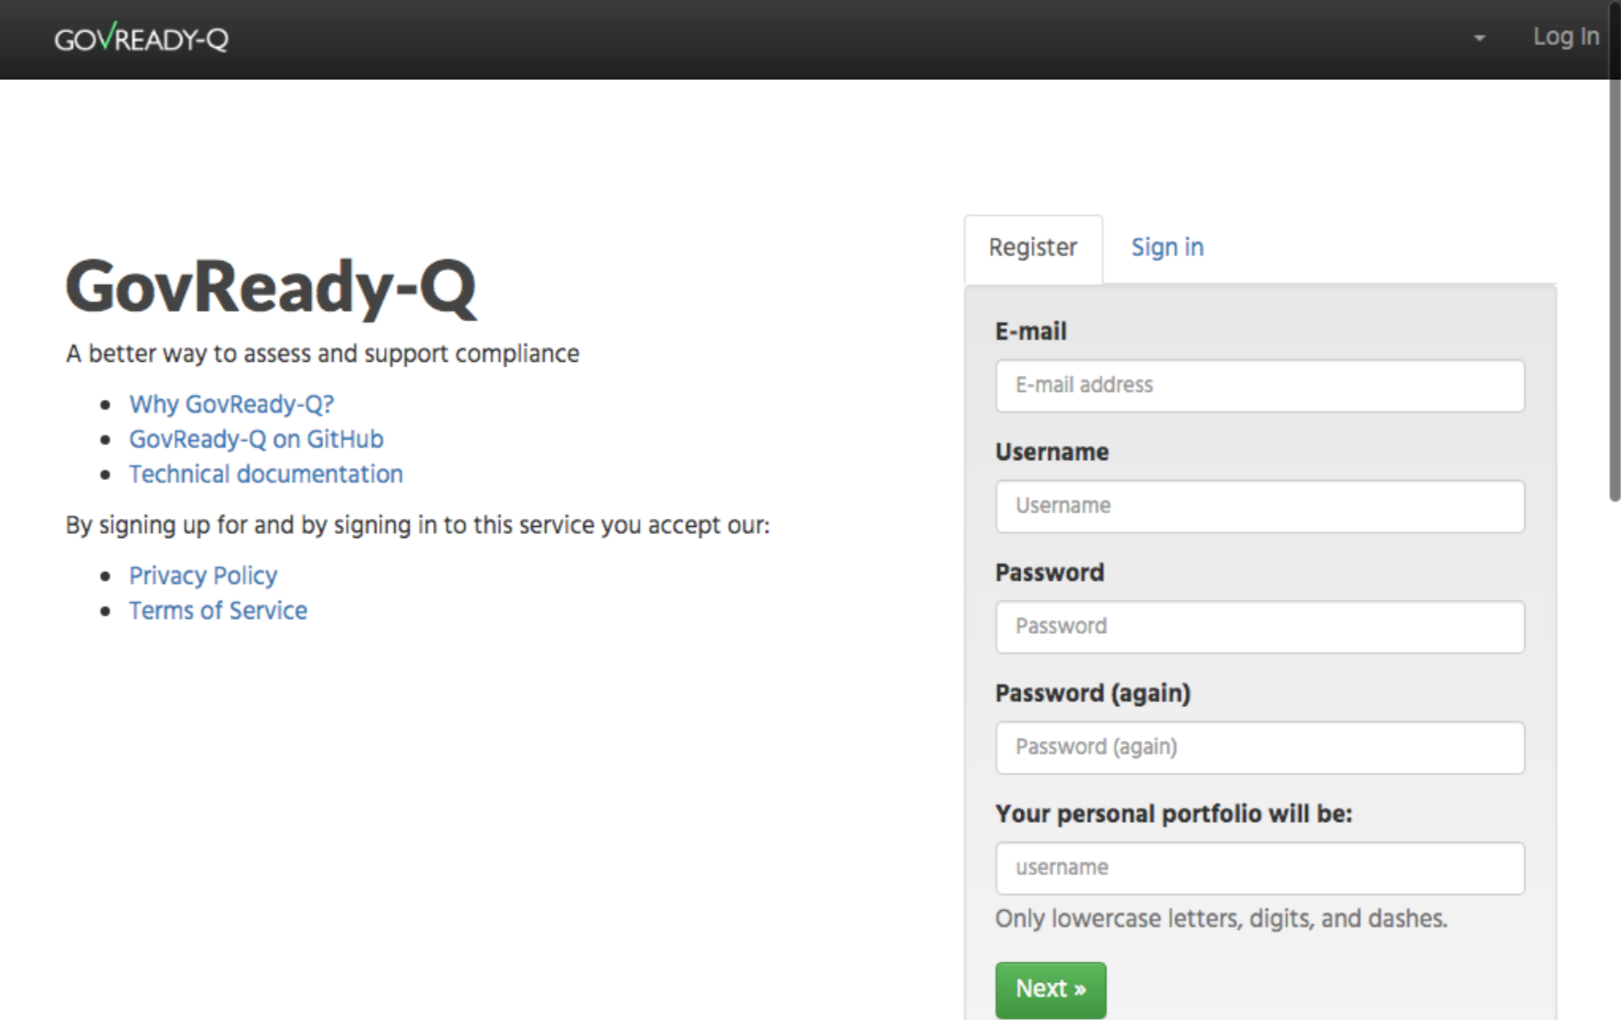 GOVREADY-Q
Log In
GovReady-Q
A better way to assess and support compliance
• Why GovReady-Q?
• GovReady-Q on GitHub
• Technical documentation
By signing up for and by signing in to this service you accept our:
• Privacy Policy
• Terms of Service
Register Sign in
E-mail
E-mail address
Username
Username
Password
Password
Password (again)
Password (again)
Your personal portfolio will be:
username
Only lowercase letters, digits, and dashes.
Next »